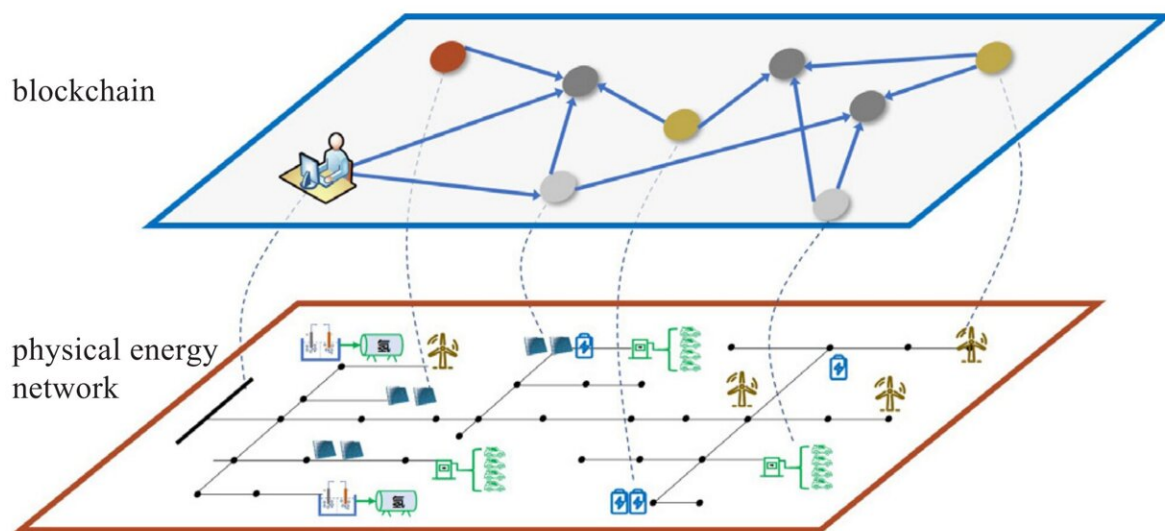 blockchain
physical energy
network
氢
氢